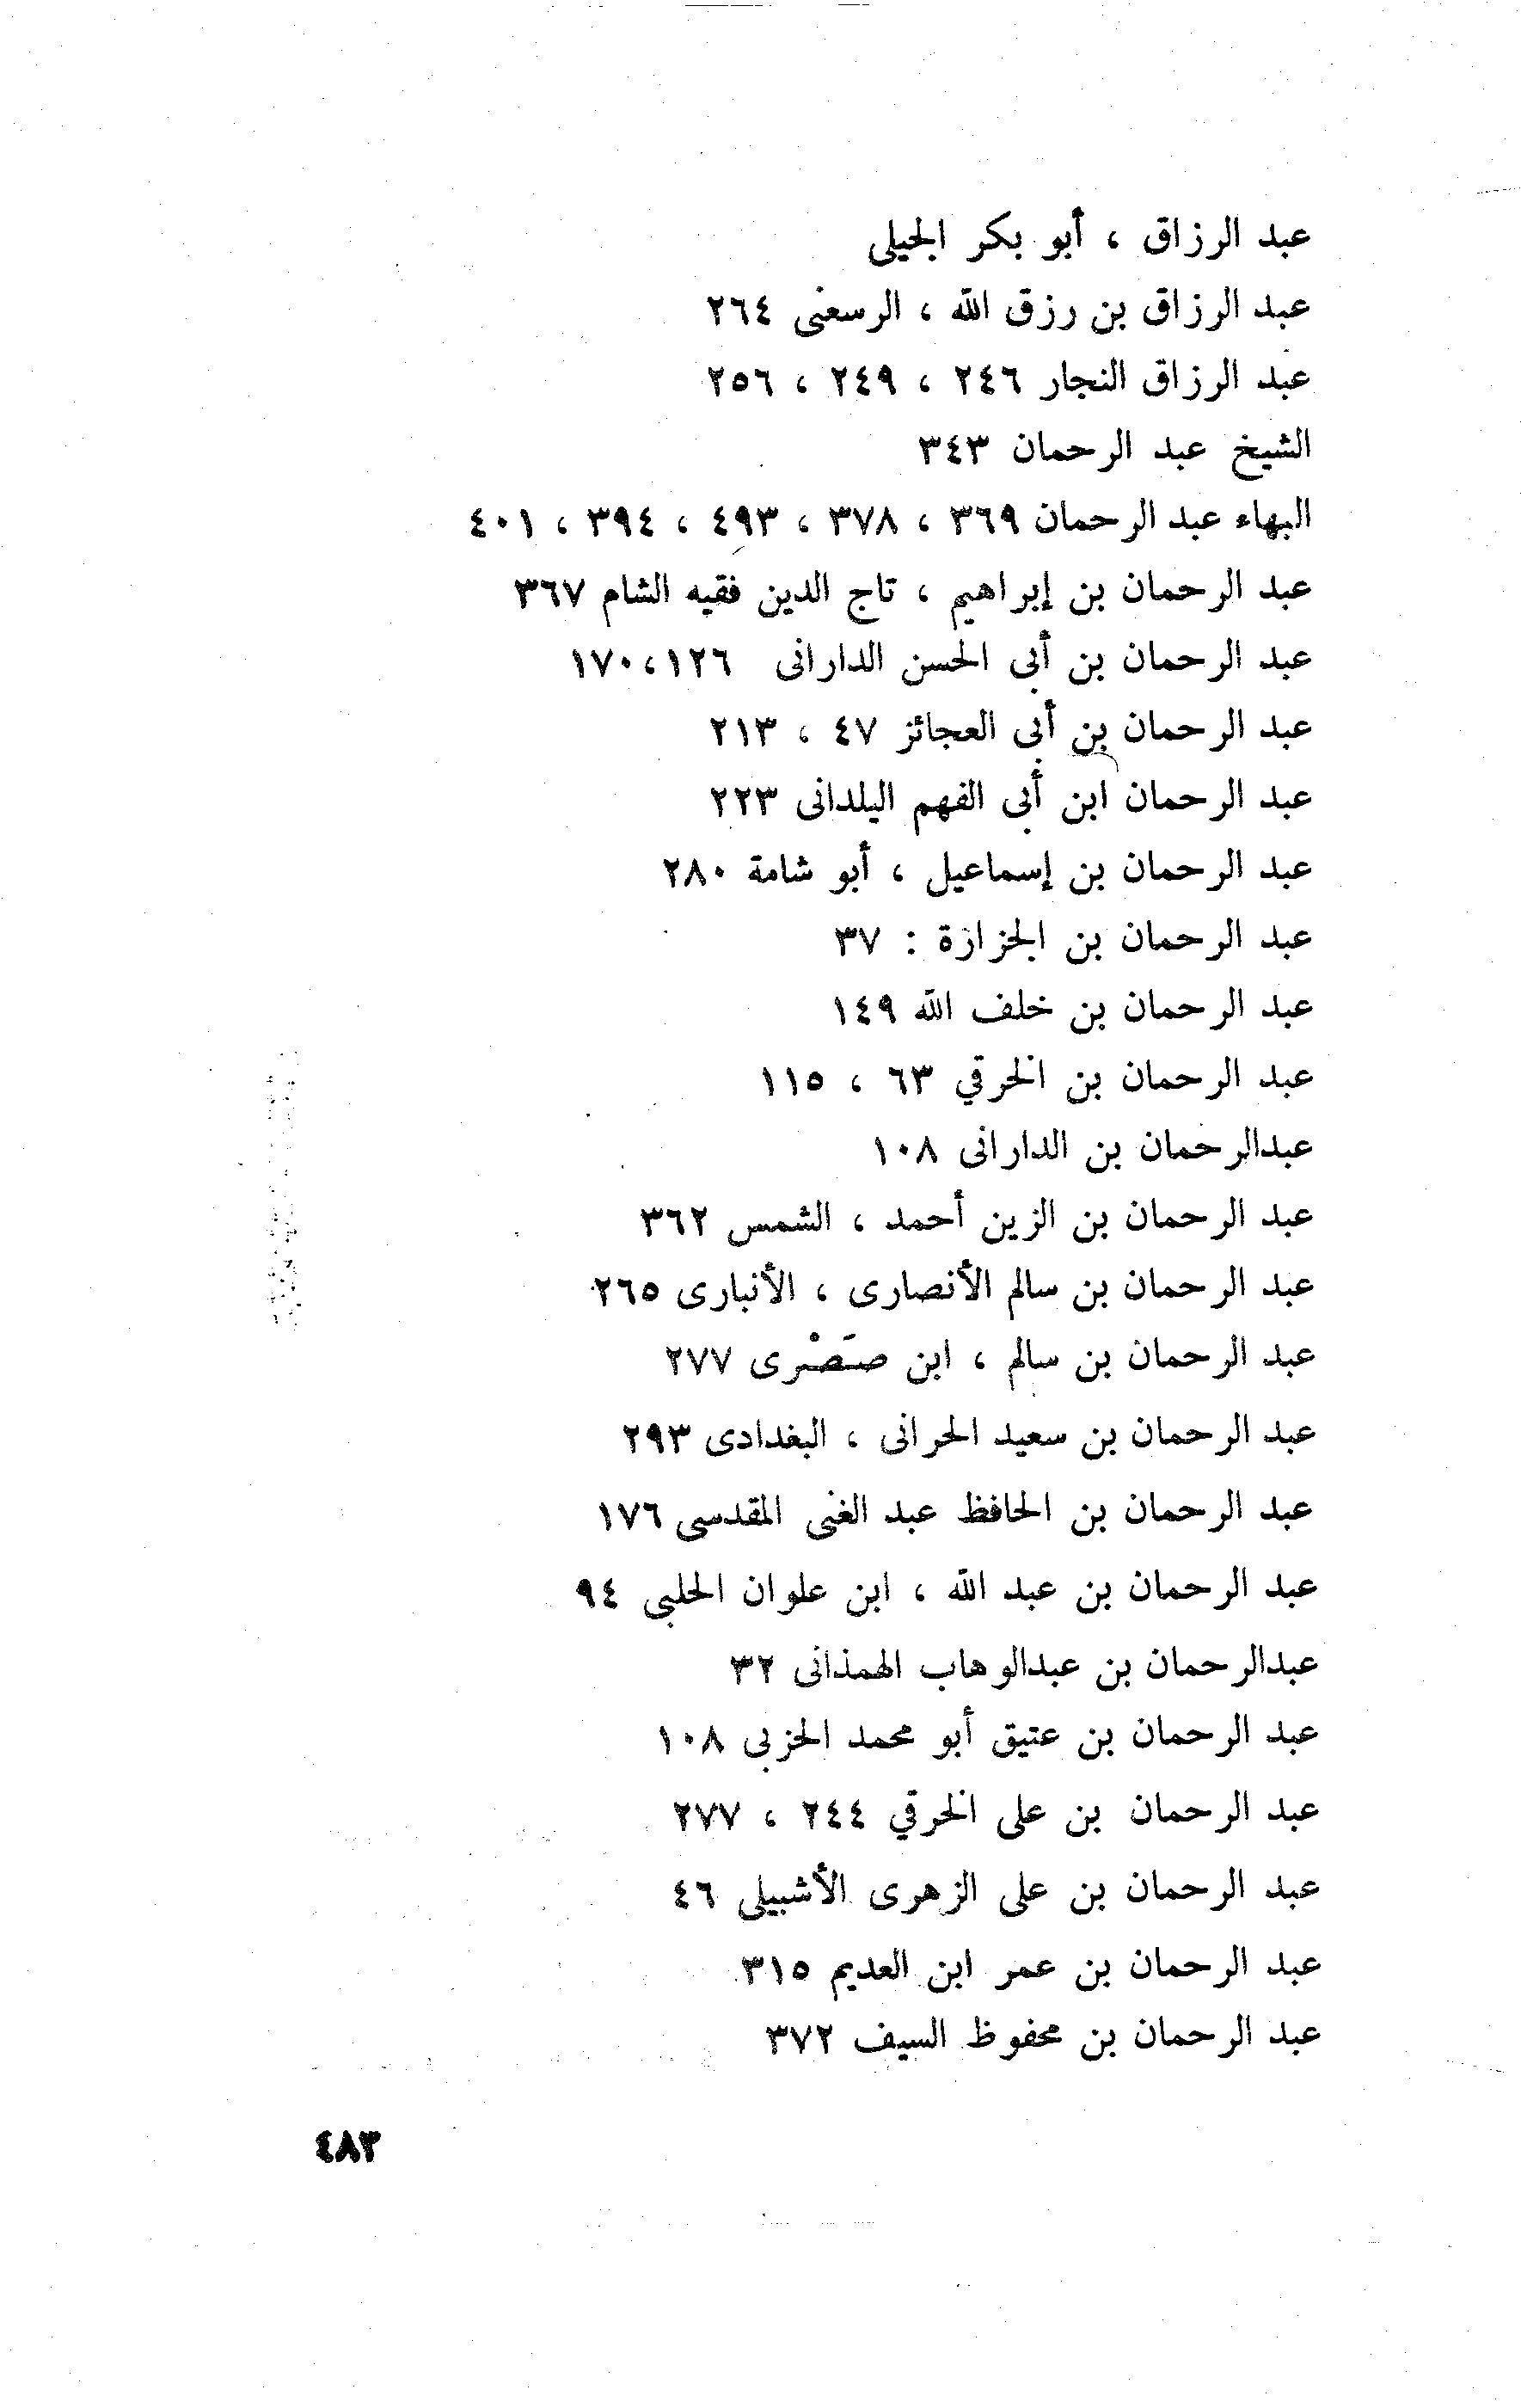 عبد الرزاق ، أبو بكر الجيلى
عبد الرزاق بن رزق الله ، الرسعنى ٢٦٤
عبد الرزاق النجار ٢٤٦ ، ٢٤٩ ، ٢٥٦
الشيخ عبد الرحمان ٣٤٣
البهاء عبد الرحمان ٣٦٩ ، ٣٧٨ ، ٤٩٣ ، ٣٩٤ ، ٤٠١
عبد الرحمان بن إبراهيم ، تاج الدين فقيه الشام ٣٦٧
عبد الرحمان بن أبى الحسن الدارانى ١٢٦،١٧٠
عبد الرحمان بن أبى العجائز ٤٧ ، ٢١٣
عبد الرحمان ابن أبى الفهم اليلدانى ٢٢٣
عبد الرحمان بن إسماعيل ، أبو شامة ٢٨٠
عبد الرحمان بن الجزازة : ٣٧
عبد الرحمان بن خلف الله ١٤٩
عبد الرحمان بن الخرقي ٦٣ ، ١١٥
عبدالرحمان بن الدارانى ١٠٨
عبد الرحمان بن الزين أحمد ، الشمس ٣٦٢
عبد الرحمان بن سالم الأنصارى ، الأنبارى ٢٦٥
عبد الرحمان بن سالم ، ابن صَصْرى ٢٧٧
عبد الرحمان بن سعيد الحرانى ، البغدادى ٢٩٣
عبد الرحمان بن الحافظ عبد الغنى المقدسى ١٧٦
عبد الرحمان بن عبد الله ، ابن علوان الحلبى ٩٤
عبدالرحمان بن عبدالوهاب الهمذانى ٣٢
عبد الرحمان بن عتيق أبو محمد الحزبى ١٠٨
عبد الرحمان بن على الخرقي ٢٤٤ ، ٢٧٧
عبد الرحمان بن على الزهرى الأشبيلى ٤٦
عبد الرحمان بن عمر ابن العديم ٣١٥
عبد الرحمان بن محفوظ السيف ٣٧٢
٤٨٣